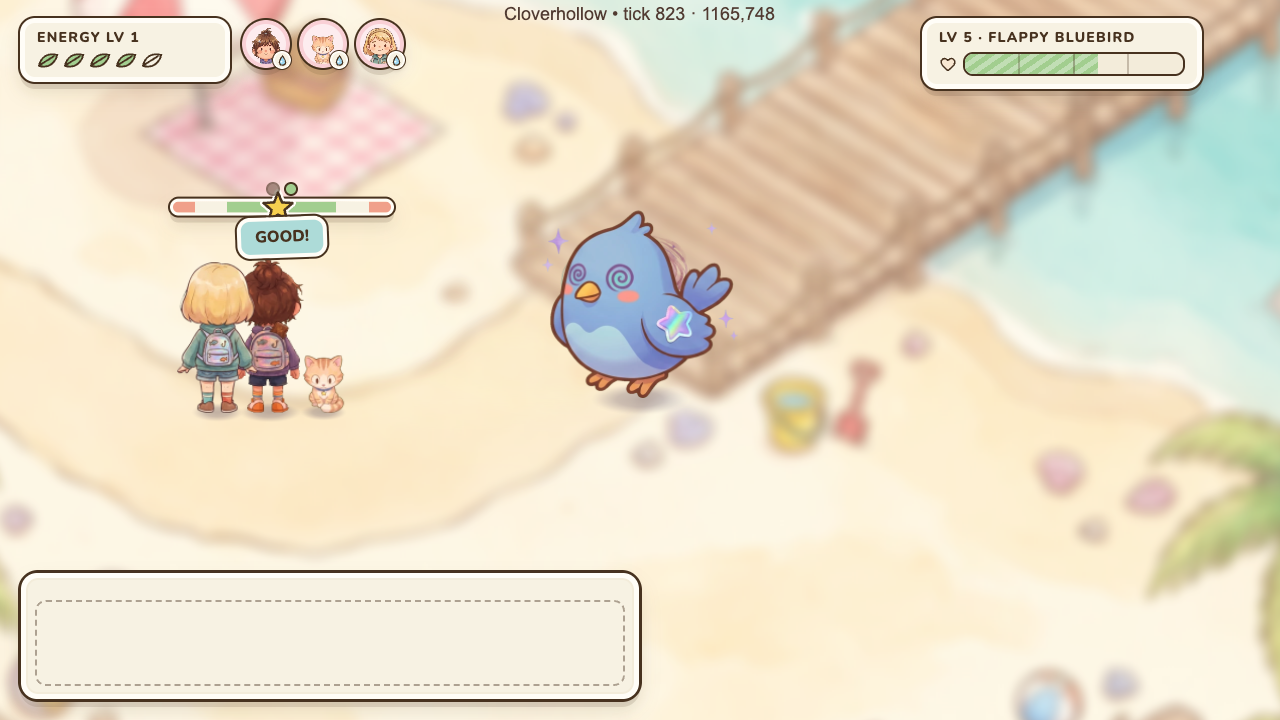 Cloverhollow • tick 823 · 1165,748
ENERGY LV 1
LV 5 · FLAPPY BLUEBIRD
GOOD!